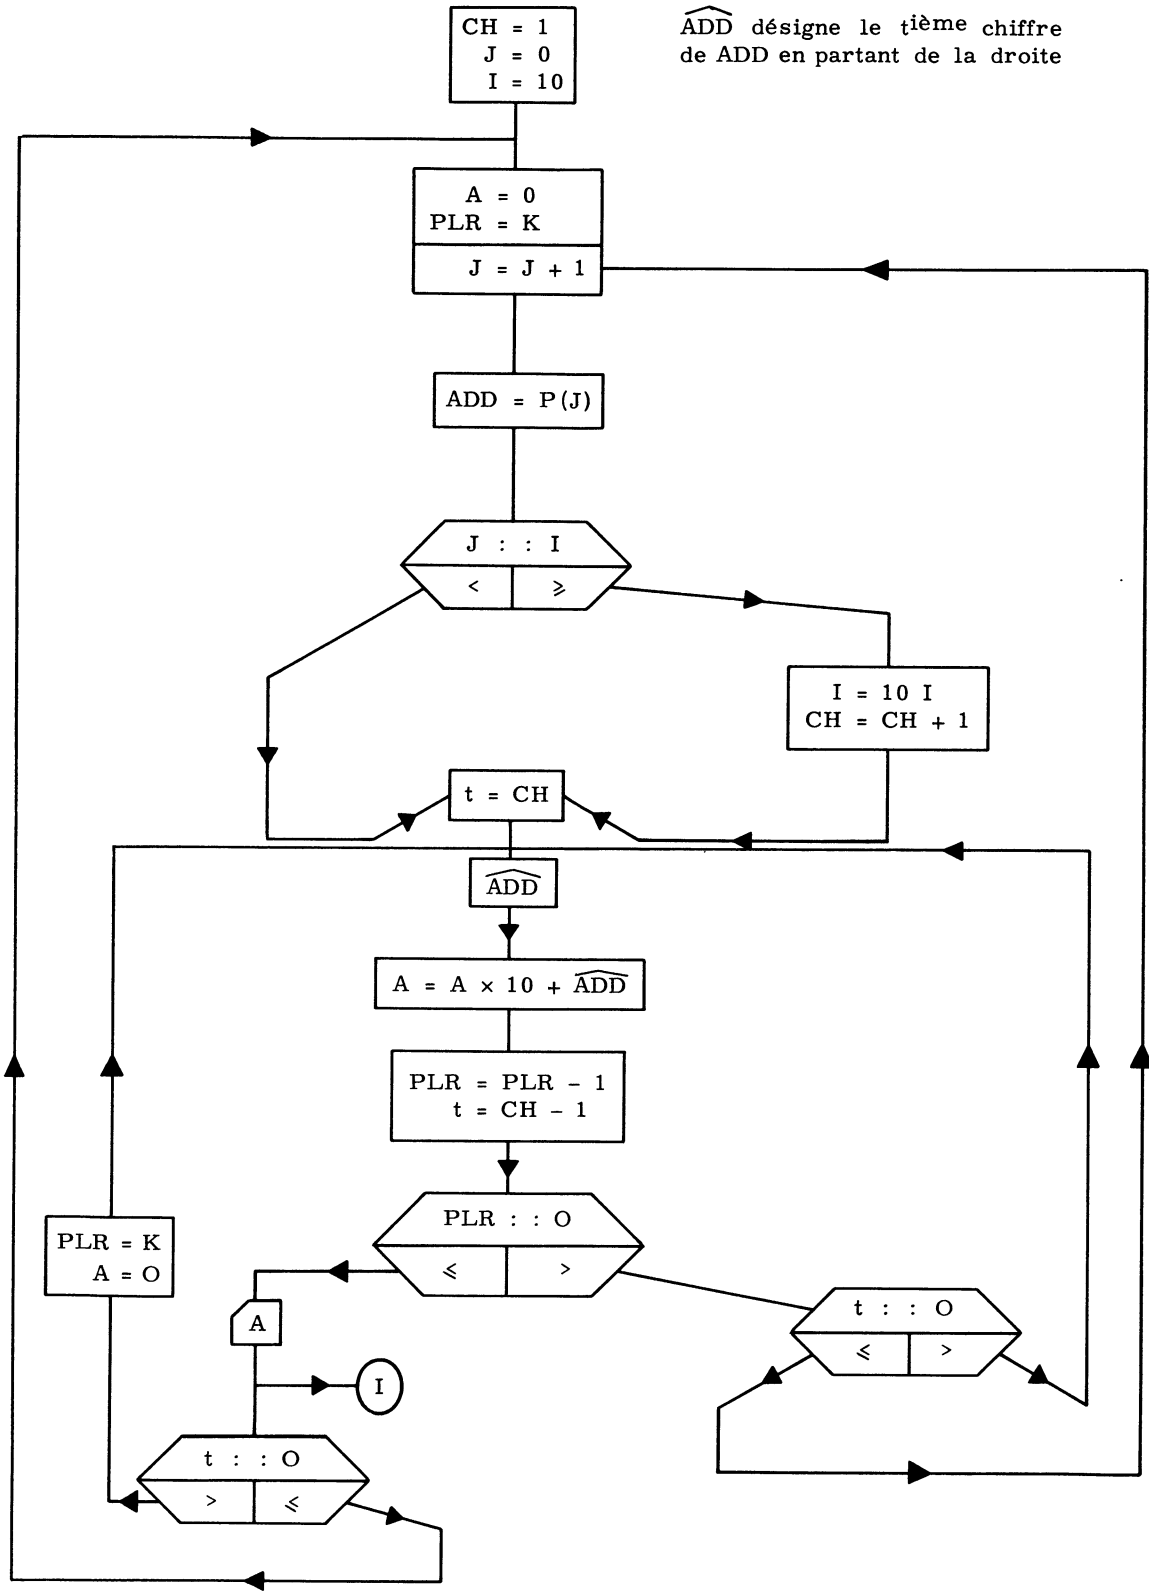 CH = 1
J = 0
I = 10
ADD désigne le tième chiffre
de ADD en partant de la droite
A = 0
PLR = K
J = J + 1
ADD = P(J)
J : : I
< ⩾
I = 10 I
CH = CH + 1
t = CH
ADD
A = A × 10 + ADD
PLR = PLR - 1
t = CH - 1
PLR : : O
⩽ >
PLR = K
A = O
A
t : : O
⩽ >
I
t : : O
> ⩽